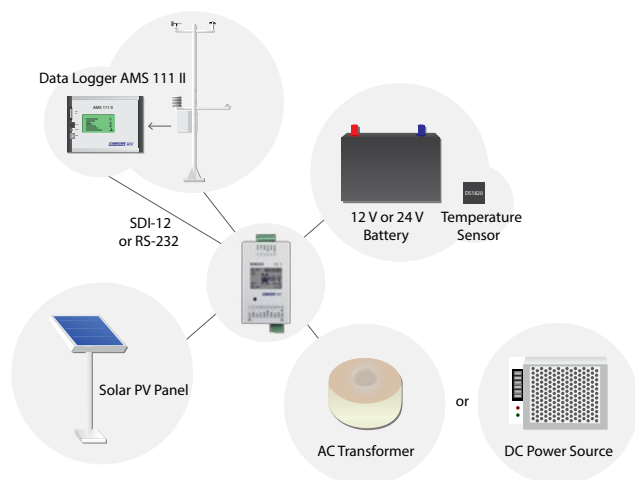 Data Logger AMS 111 II
AMS 111 II
SDI-12
or RS-232
12 V or 24 V
Battery
DS1820
Temperature
Sensor
Solar PV Panel
AC Transformer
or
DC Power Source